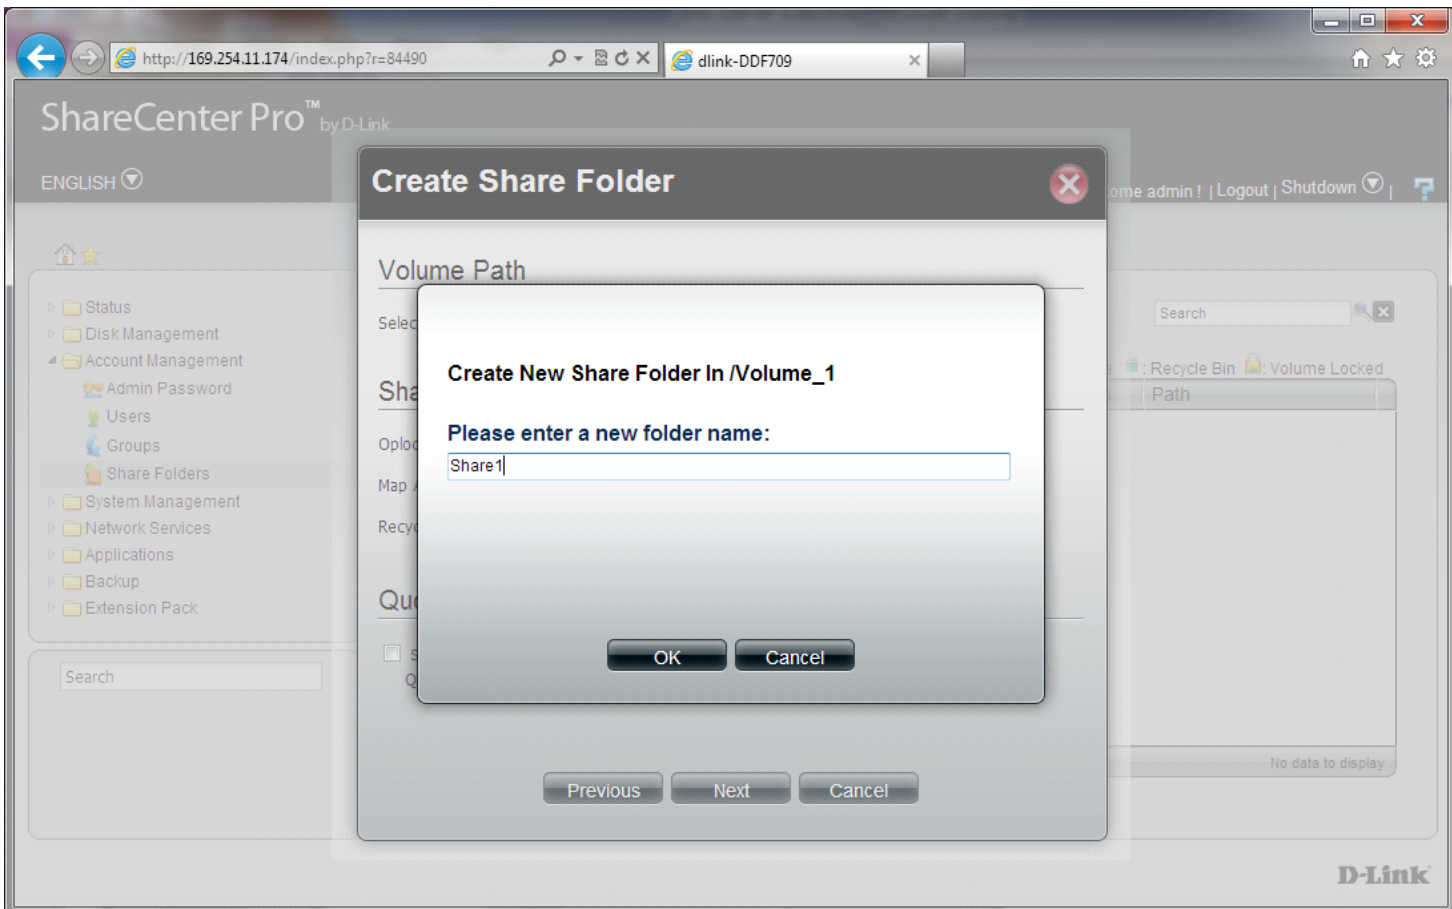 http://169.254.11.174/index.php?r=84490
dlink-DDF709
ShareCenter Pro™ by D-Link
ENGLISH
Create Share Folder
ome admin ! | Logout | Shutdown |
Volume Path
Status
Disk Management
Account Management
Admin Password
Users
Groups
Share Folders
System Management
Network Services
Applications
Backup
Extension Pack
Search
Selec
Sha
Oploc
Map
Recyc
Quo
Create New Share Folder In /Volume_1
Please enter a new folder name:
Share1
OK Cancel
Previous Next Cancel
Search
: Recycle Bin : Volume Locked
Path
No data to display
D-Link